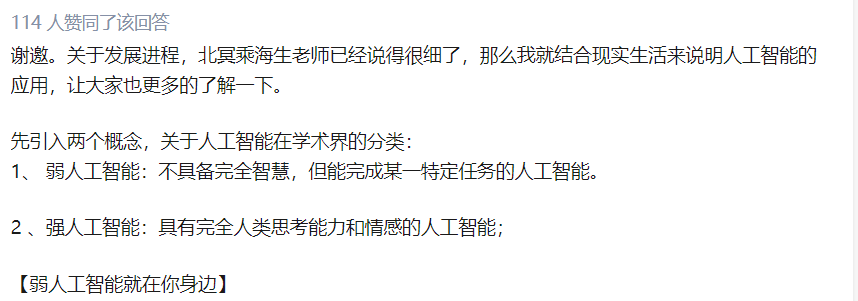 114 人赞同了该回答
谢邀。关于发展进程，北冥乘海生老师已经说得很细了，那么我就结合现实生活来说明人工智能的
应用，让大家也更多的了解一下。
先引入两个概念，关于人工智能在学术界的分类：
1、 弱人工智能：不具备完全智慧，但能完成某一特定任务的人工智能。
2 、强人工智能：具有完全人类思考能力和情感的人工智能；
【弱人工智能就在你身边】